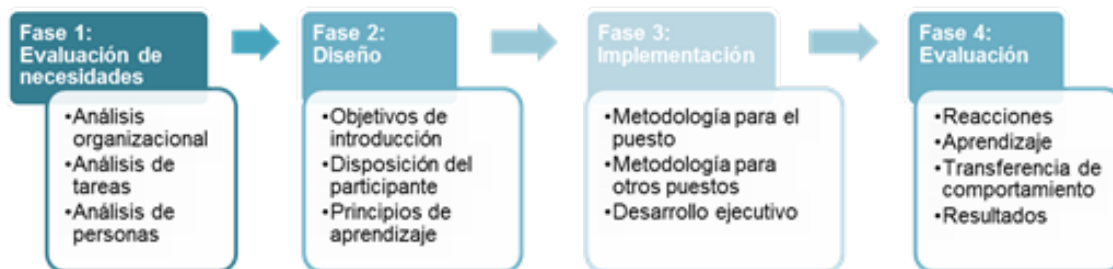 Fase 1:
Evaluación de
necesidades
•Análisis
organizacional
•Análisis de
tareas
•Análisis de
personas
Fase 2:
Diseño
•Objetivos de
introducción
•Disposición del
participante
•Principios de
aprendizaje
Fase 3:
Implementación
•Metodología para el
puesto
•Metodología para
otros puestos
•Desarrollo ejecutivo
Fase 4:
Evaluación
•Reacciones
•Aprendizaje
•Transferencia de
comportamiento
•Resultados